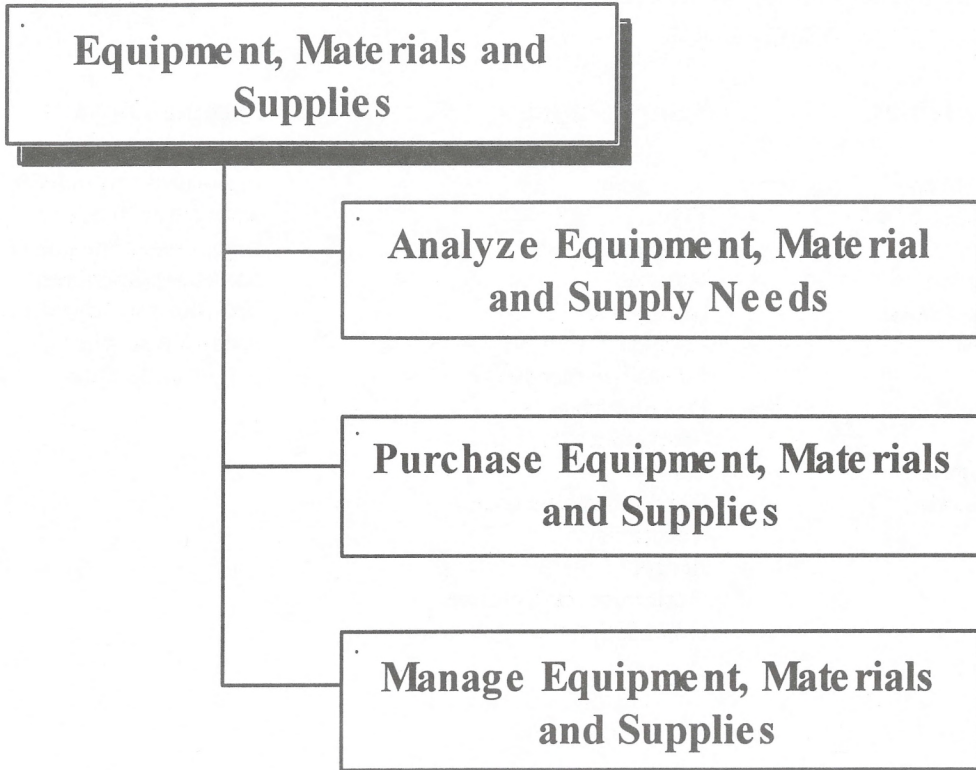 Equipment, Materials and
Supplies
Analyze Equipment, Material
and Supply Needs
Purchase Equipment, Materials
and Supplies
Manage Equipment, Materials
and Supplies